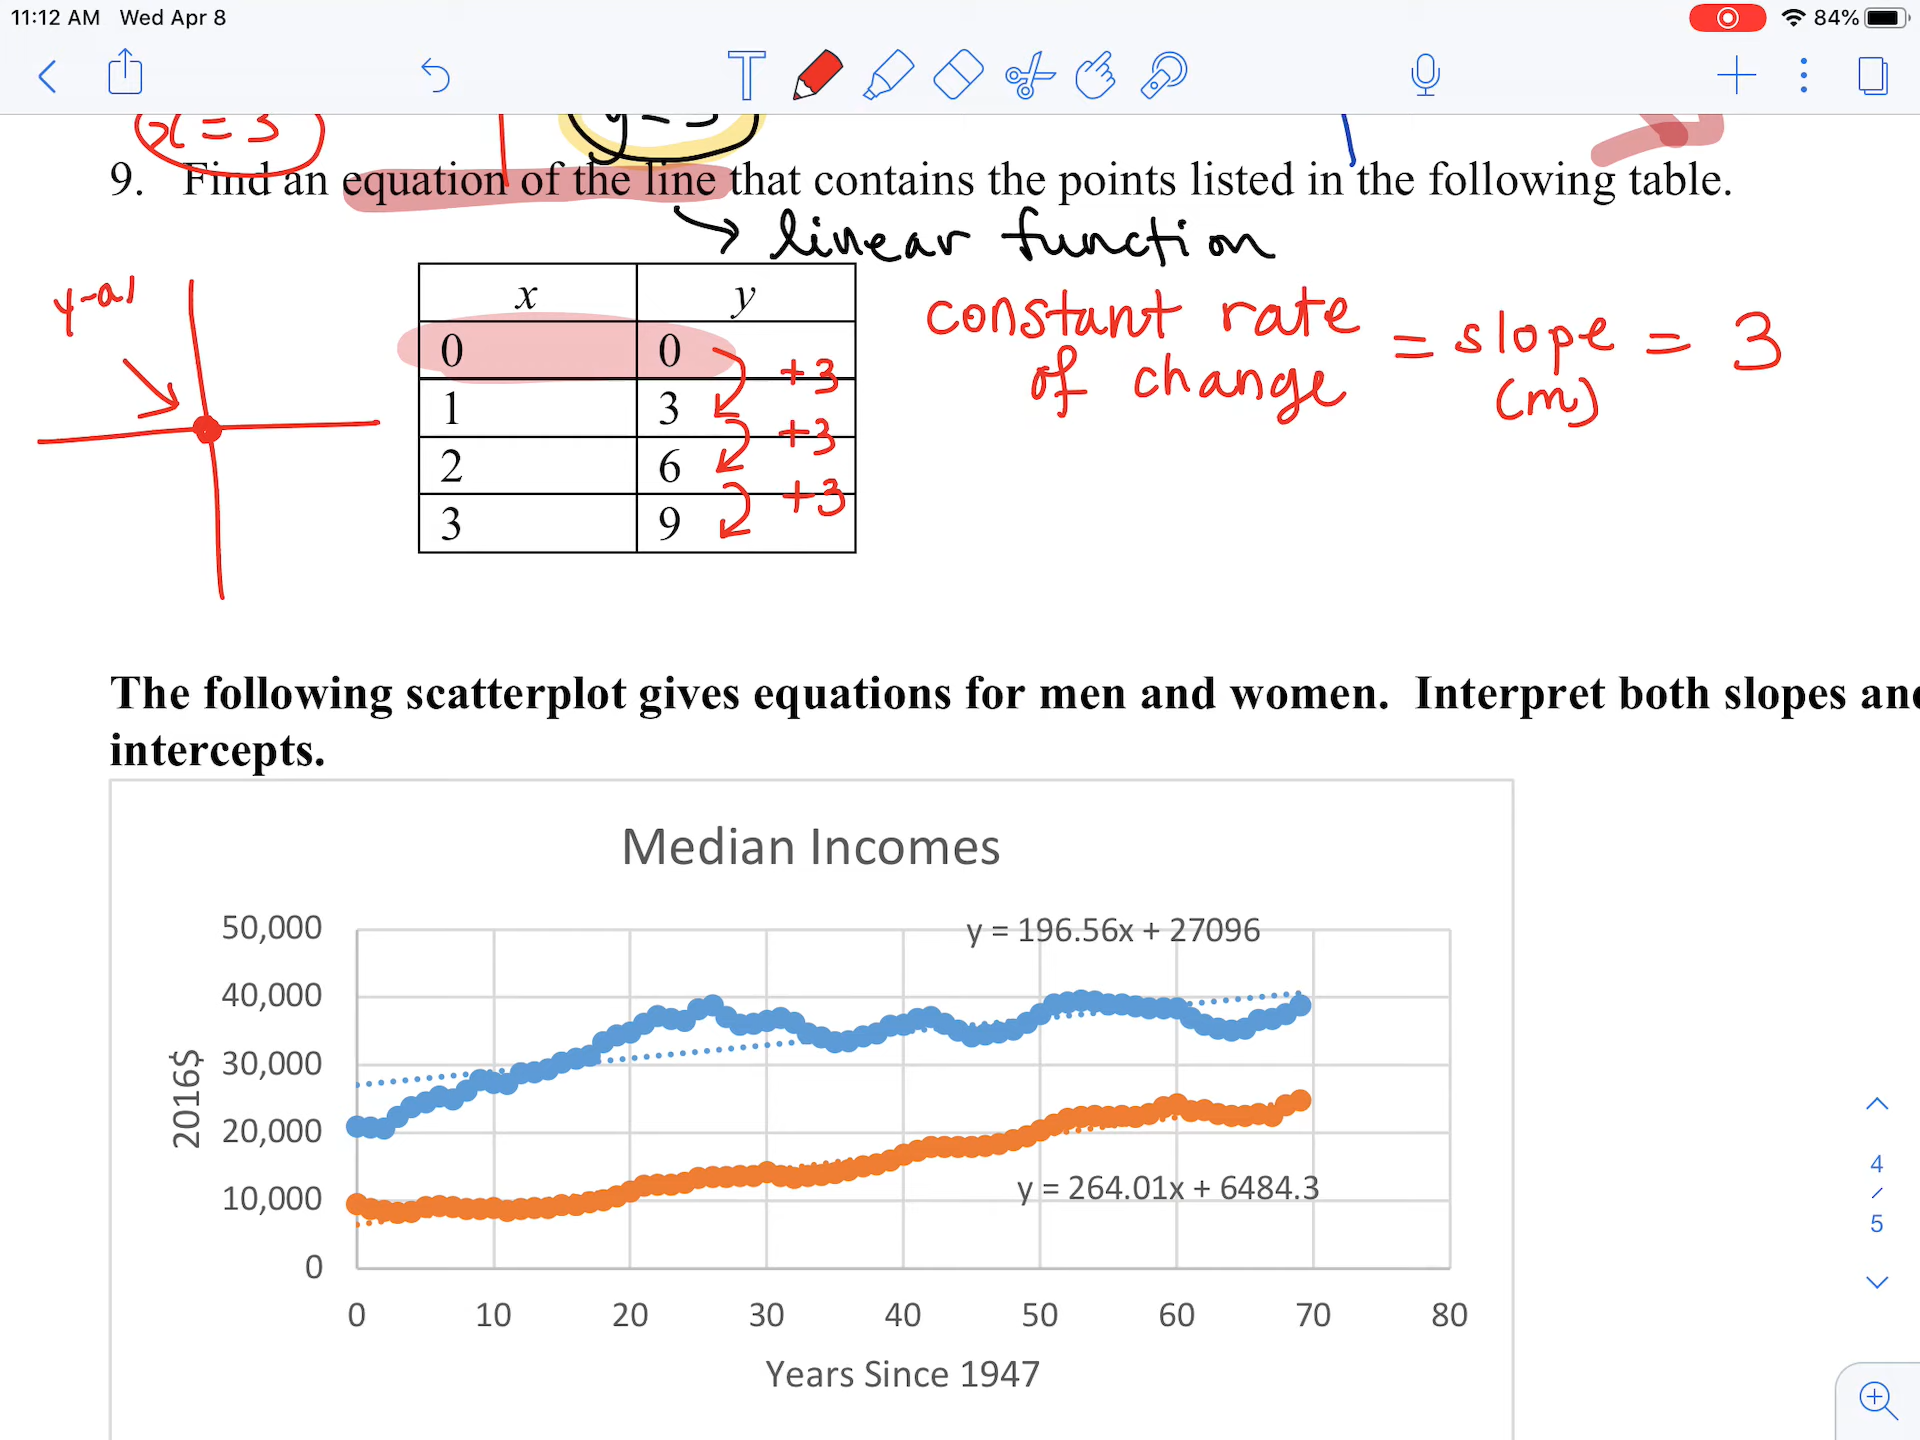 11:12 AM Wed Apr 8
84%
T
x = 3
9. Find an equation of the line that contains the points listed in the following table.
→ linear function
y-a
x y
0 0
+3
1 3
+3
2 6
+3
3 9
constant rate of change = slope (m) = 3
The following scatterplot gives equations for men and women. Interpret both slopes and
intercepts.
Median Incomes
y = 196.56x + 27096
y = 264.01x + 6484.3
50,000
40,000
30,000
20,000
10,000
0
2016$
0 10 20 30 40 50 60 70 80
Years Since 1947
4
/
5